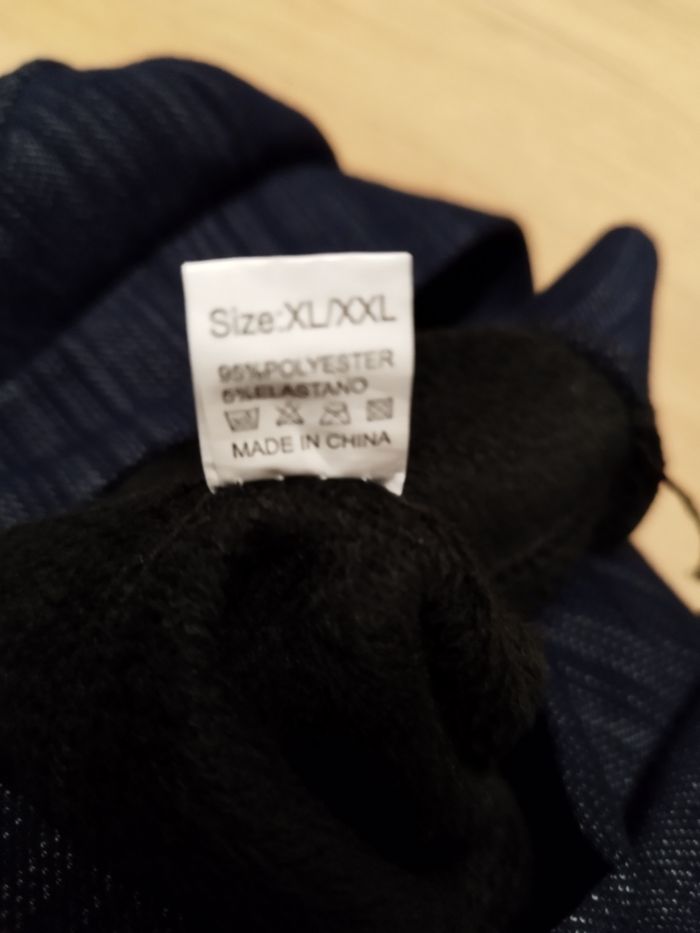 Size:XL/XXL
95%POLYESTER
5%ELASTANO
MADE IN CHINA